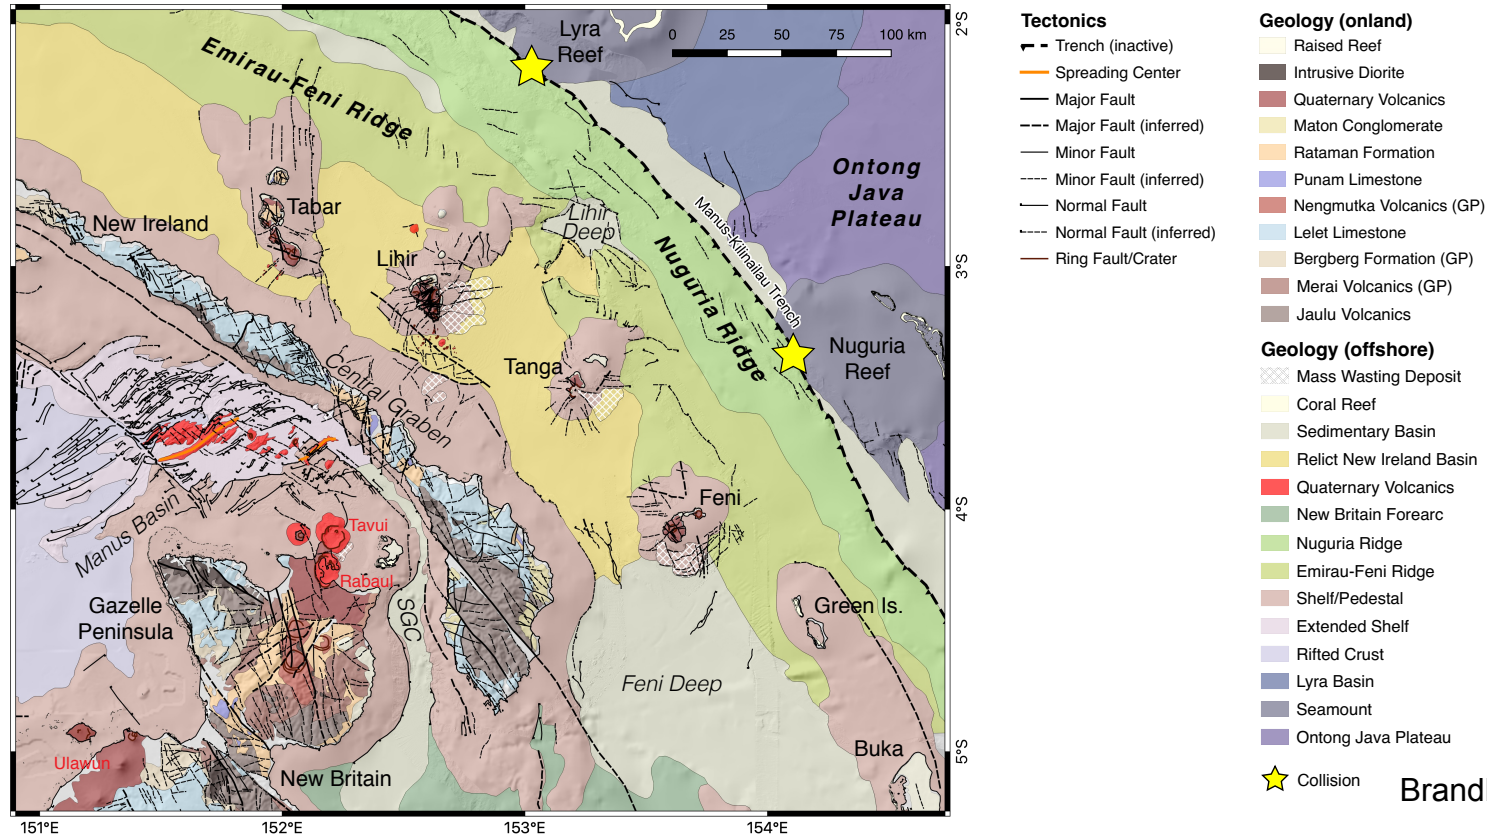 Lyra
Reef
0 25 50 75 100 km
Emirau-Feni Ridge
Ontong
Java
Plateau
Tabar
New Ireland
Lihir
Deep
Manus-Kilinailau Trench
Lihir
Nuguria Ridge
Nuguria
Reef
Tanga
Central Graben
Feni
Manus Basin
Tavui
Rabaul
Gazelle
Peninsula
SGC
Green Is.
Feni Deep
Ulawun
New Britain
Buka
2°S
3°S
4°S
5°S
151°E 152°E 153°E 154°E
Tectonics
Trench (inactive)
Spreading Center
Major Fault
Major Fault (inferred)
Minor Fault
Minor Fault (inferred)
Normal Fault
Normal Fault (inferred)
Ring Fault/Crater
Geology (onland)
Raised Reef
Intrusive Diorite
Quaternary Volcanics
Maton Conglomerate
Rataman Formation
Punam Limestone
Nengmutka Volcanics (GP)
Lelet Limestone
Bergberg Formation (GP)
Merai Volcanics (GP)
Jaulu Volcanics
Geology (offshore)
Mass Wasting Deposit
Coral Reef
Sedimentary Basin
Relict New Ireland Basin
Quaternary Volcanics
New Britain Forearc
Nuguria Ridge
Emirau-Feni Ridge
Shelf/Pedestal
Extended Shelf
Rifted Crust
Lyra Basin
Seamount
Ontong Java Plateau
Collision